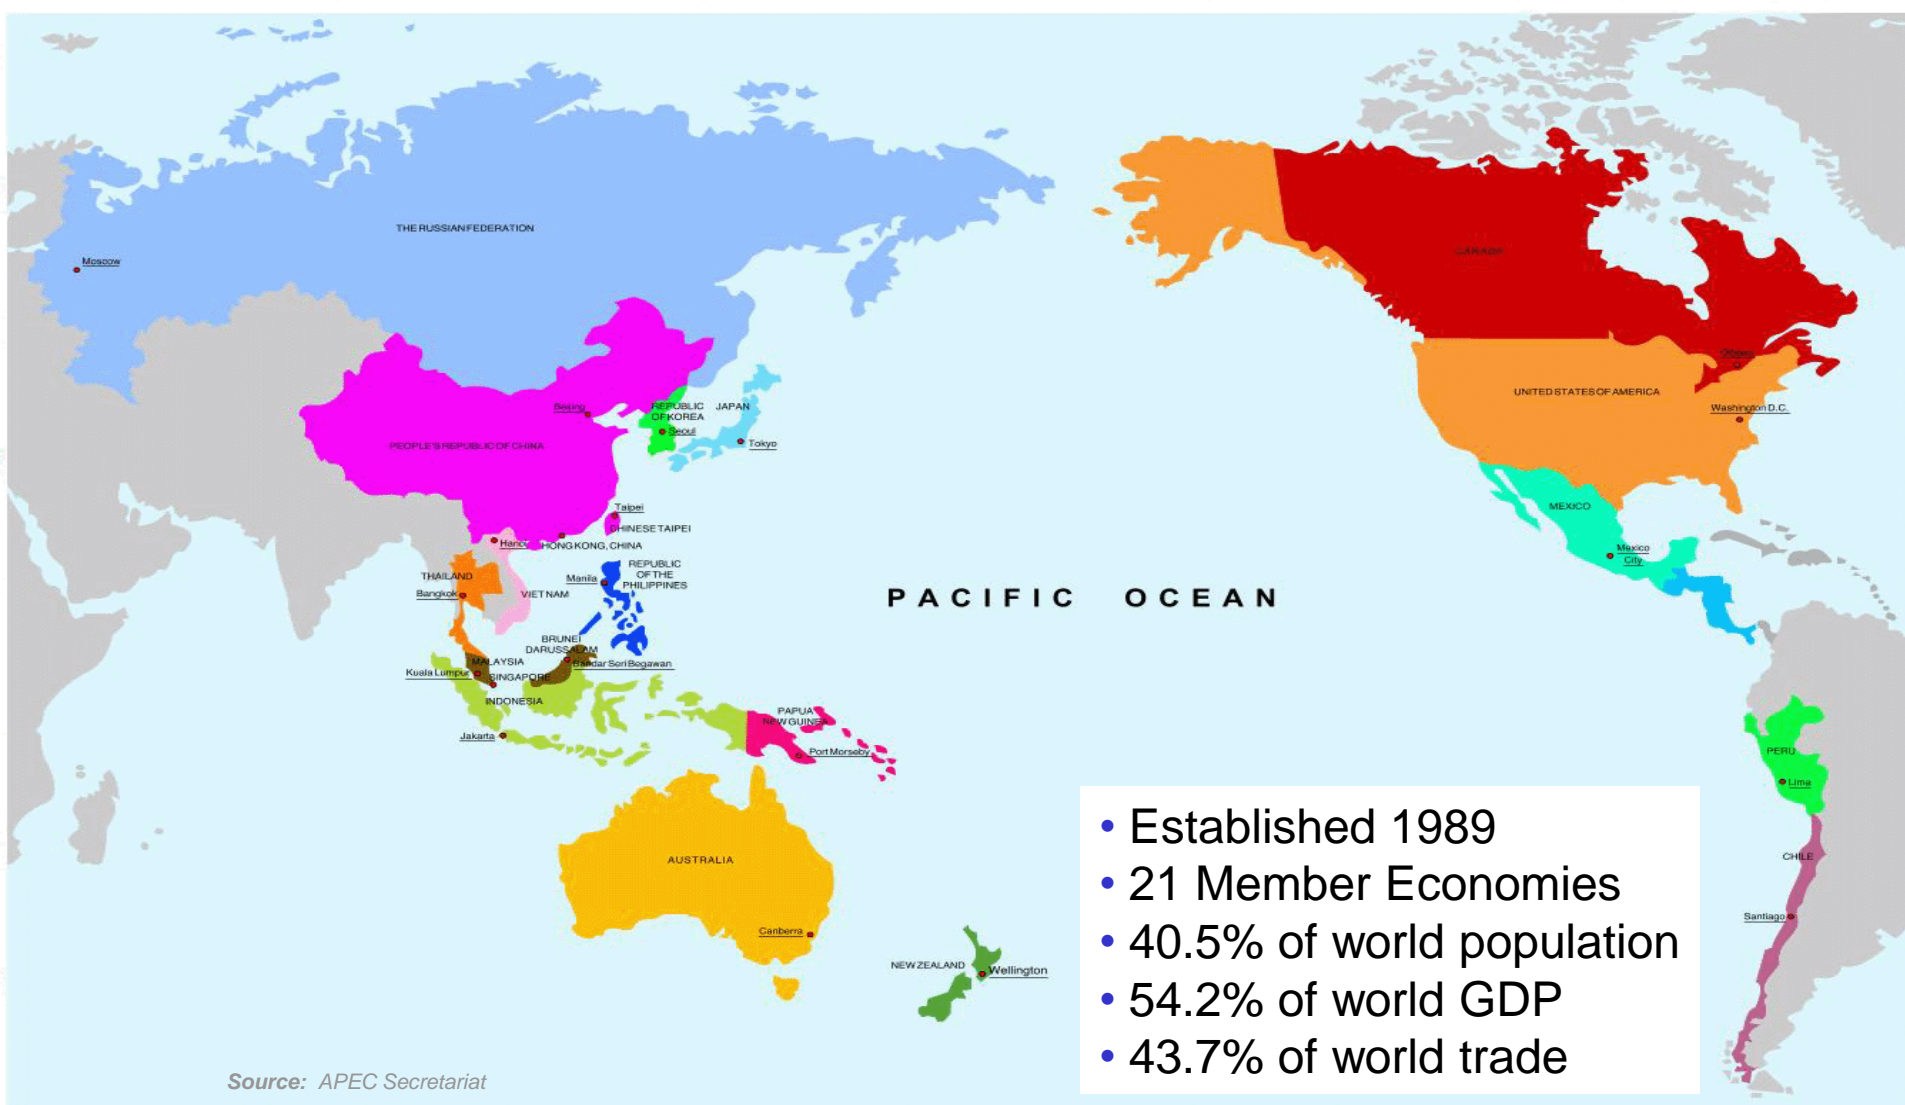 THE RUSSIAN FEDERATION
Moscow
CANADA
Ottawa
UNITED STATES OF AMERICA
Washington D.C.
Beijing
REPUBLIC
OF KOREA
JAPAN
Seoul
Tokyo
PEOPLE'S REPUBLIC OF CHINA
Taipei
CHINESE TAIPEI
Hanoi
HONG KONG, CHINA
MEXICO
Mexico
City
THAILAND
Bangkok
VIET NAM
Manila
REPUBLIC
OF THE
PHILIPPINES
PACIFIC OCEAN
BRUNEI
DARUSSALAM
Bandar Seri Begawan
MALAYSIA
Kuala Lumpur
SINGAPORE
INDONESIA
Jakarta
PAPUA
NEW GUINEA
Port Morseby
PERU
Lima
AUSTRALIA
Canberra
NEW ZEALAND
Wellington
CHILE
Santiago
• Established 1989
• 21 Member Economies
• 40.5% of world population
• 54.2% of world GDP
• 43.7% of world trade
Source: APEC Secretariat